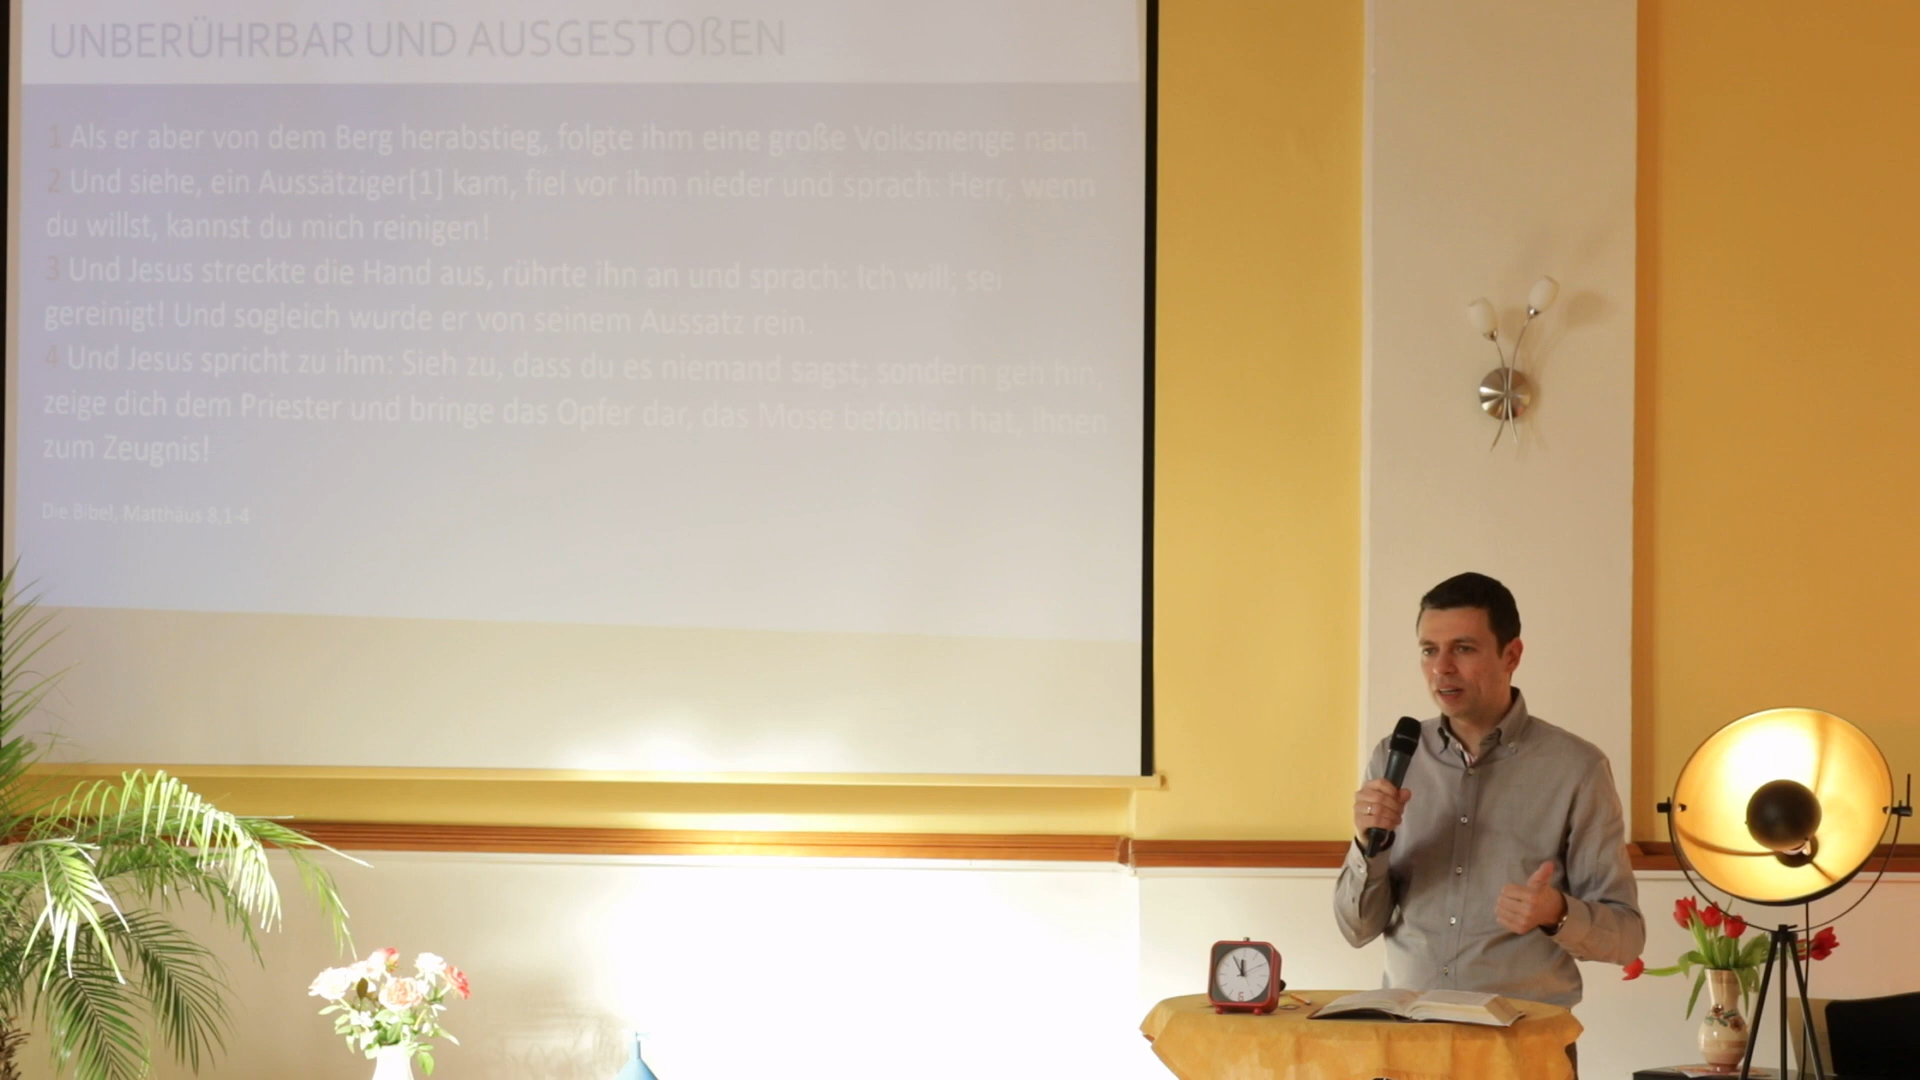 UNBERÜHRBAR UND AUSGESTOßEN
1 Als er aber von dem Berg herabstieg, folgte ihm eine große Volksmenge nach.
2 Und siehe, ein Aussätziger[1] kam, fiel vor ihm nieder und sprach: Herr, wenn
du willst, kannst du mich reinigen!
3 Und Jesus streckte die Hand aus, rührte ihn an und sprach: Ich will; sei
gereinigt! Und sogleich wurde er von seinem Aussatz rein.
4 Und Jesus spricht zu ihm: Sieh zu, dass du es niemand sagst; sondern geh hin,
zeige dich dem Priester und bringe das Opfer dar, das Mose befohlen hat, ihnen
zum Zeugnis!
Die Bibel, Matthäus 8,1-4